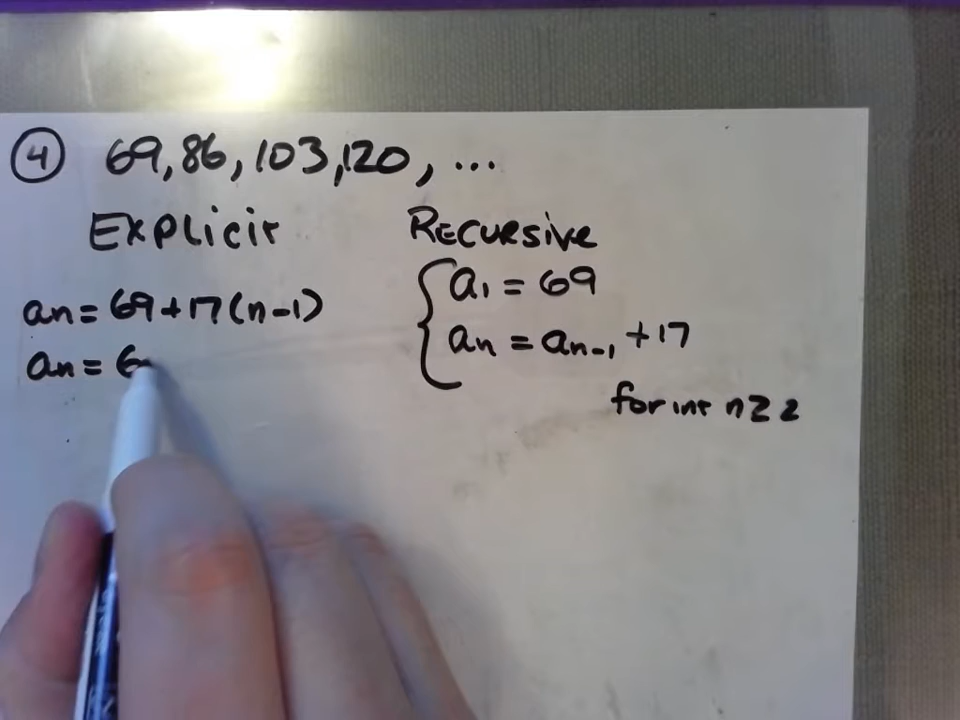 ④ 69, 86, 103, 120, ...
Explicit
an = 69 + 17(n-1)
an = 6
Recursive
a₁ = 69
an = an-1 + 17
for int n ≥ 2